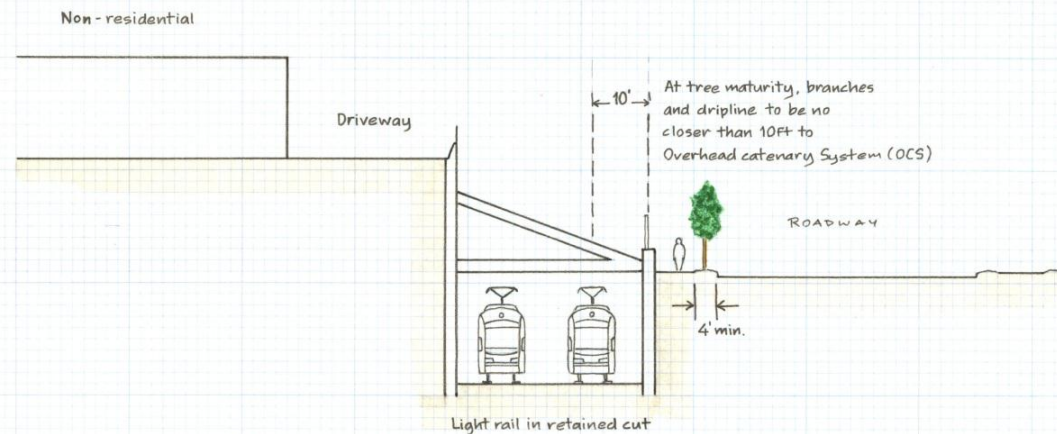 Non-residential
Driveway
10'
At tree maturity, branches
and dripline to be no
closer than 10Ft to
Overhead catenary System (OCS)
ROADWAY
4' min.
Light rail in retained cut